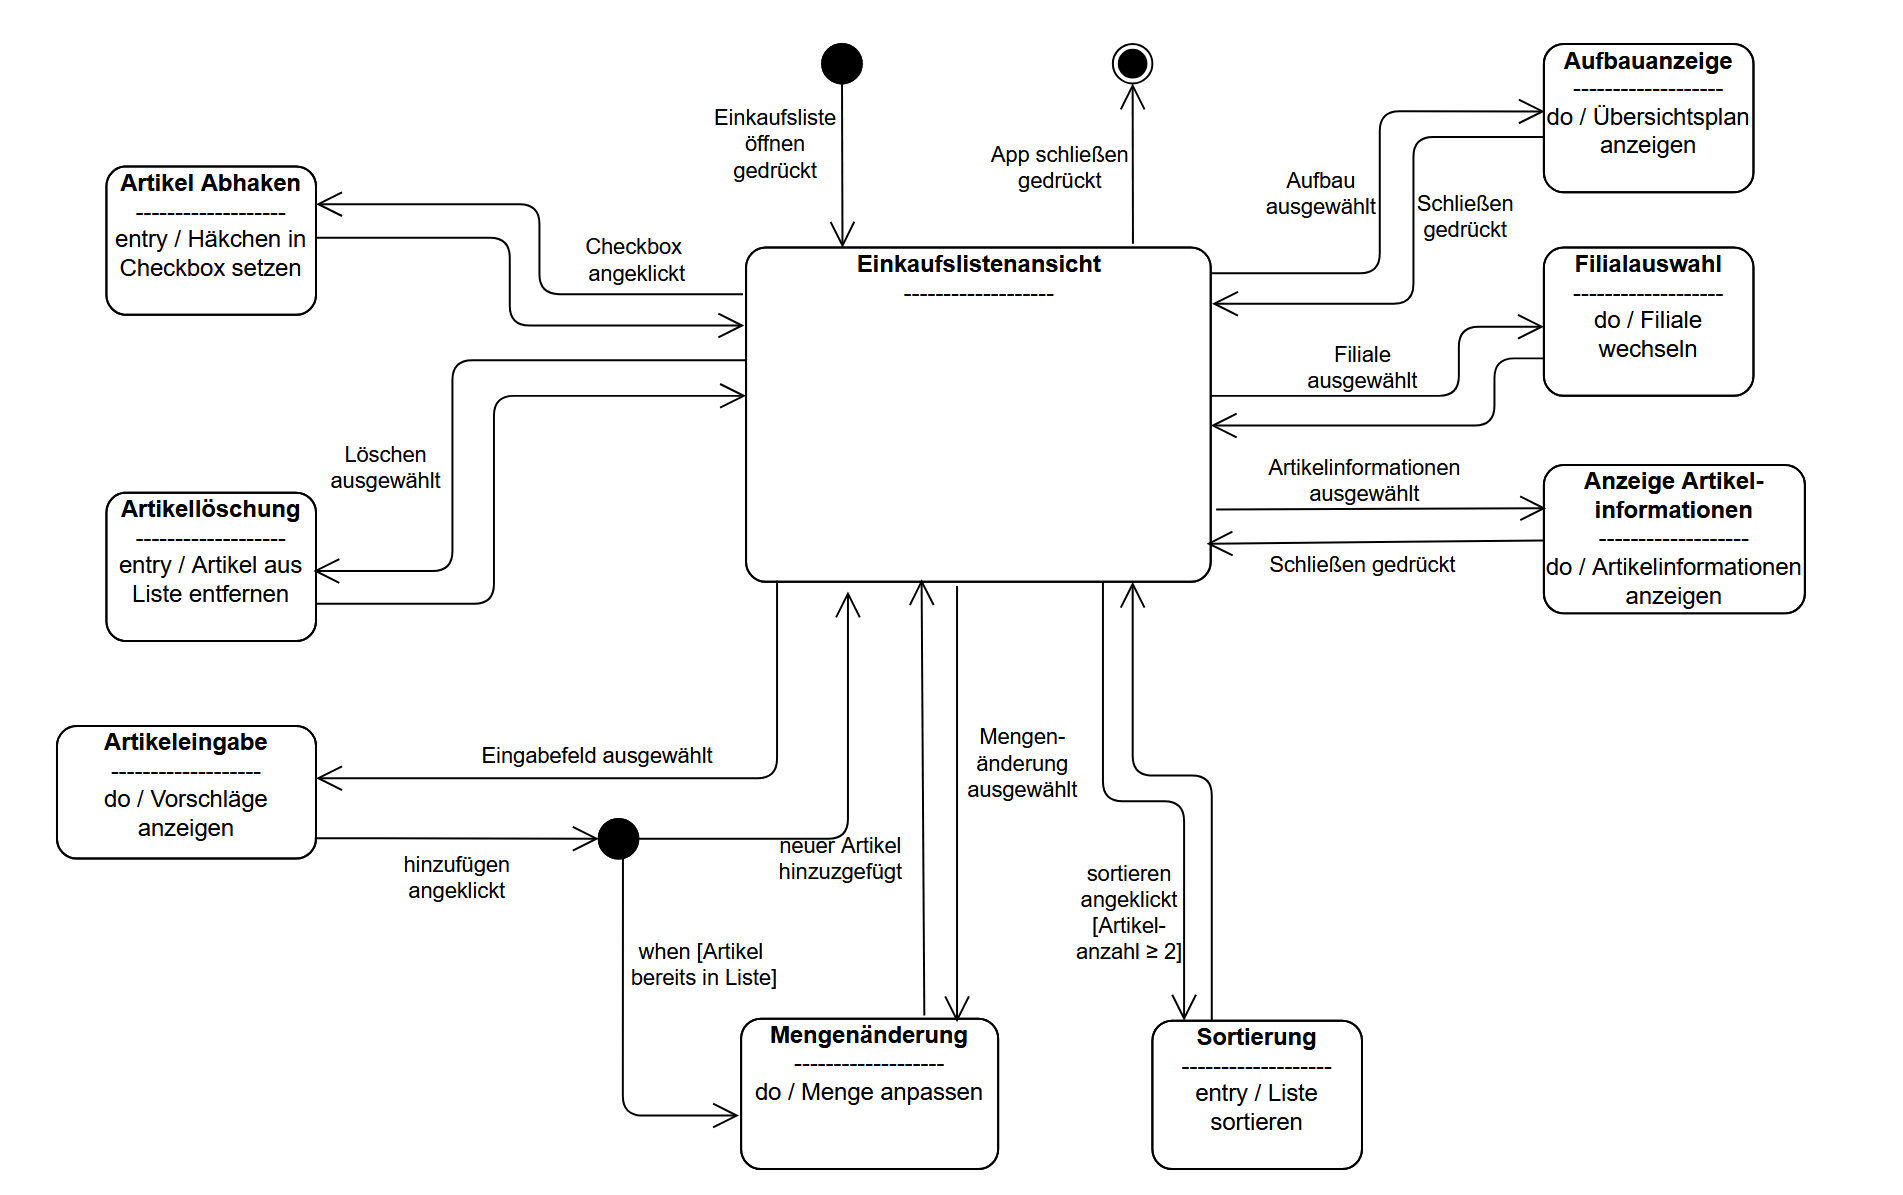 Einkaufsliste
öffnen
gedrückt
App schließen
gedrückt
Aufbauanzeige
-------------------
do / Übersichtsplan
anzeigen
Aufbau
ausgewählt
Schließen
gedrückt
Artikel Abhaken
-------------------
entry / Häkchen in
Checkbox setzen
Checkbox
angeklickt
Einkaufslistenansicht
-------------------
Filialauswahl
-------------------
do / Filiale
wechseln
Filiale
ausgewählt
Löschen
ausgewählt
Artikelinformationen
ausgewählt
Schließen gedrückt
Anzeige Artikel-
informationen
-------------------
do / Artikelinformationen
anzeigen
Artikellöschung
-------------------
entry / Artikel aus
Liste entfernen
Artikeleingabe
-------------------
do / Vorschläge
anzeigen
Eingabefeld ausgewählt
Mengen-
änderung
ausgewählt
hinzufügen
angeklickt
neuer Artikel
hinzuzgefügt
sortieren
angeklickt
[Artikel-
anzahl ≥ 2]
when [Artikel
bereits in Liste]
Mengenänderung
-------------------
do / Menge anpassen
Sortierung
-------------------
entry / Liste
sortieren